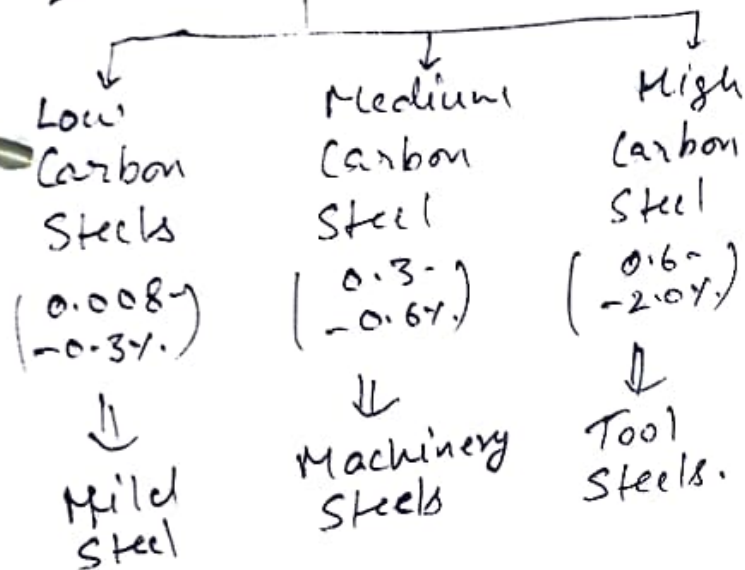 Low
Carbon
Steels
(0.008-
-0.3%.)
Mild
Steel
Medium
Carbon
Steel
(0.3-
-0.6%.)
Machinery
Steels
High
Carbon
Steel
(0.6-
-2.0%.)
Tool
Steels.